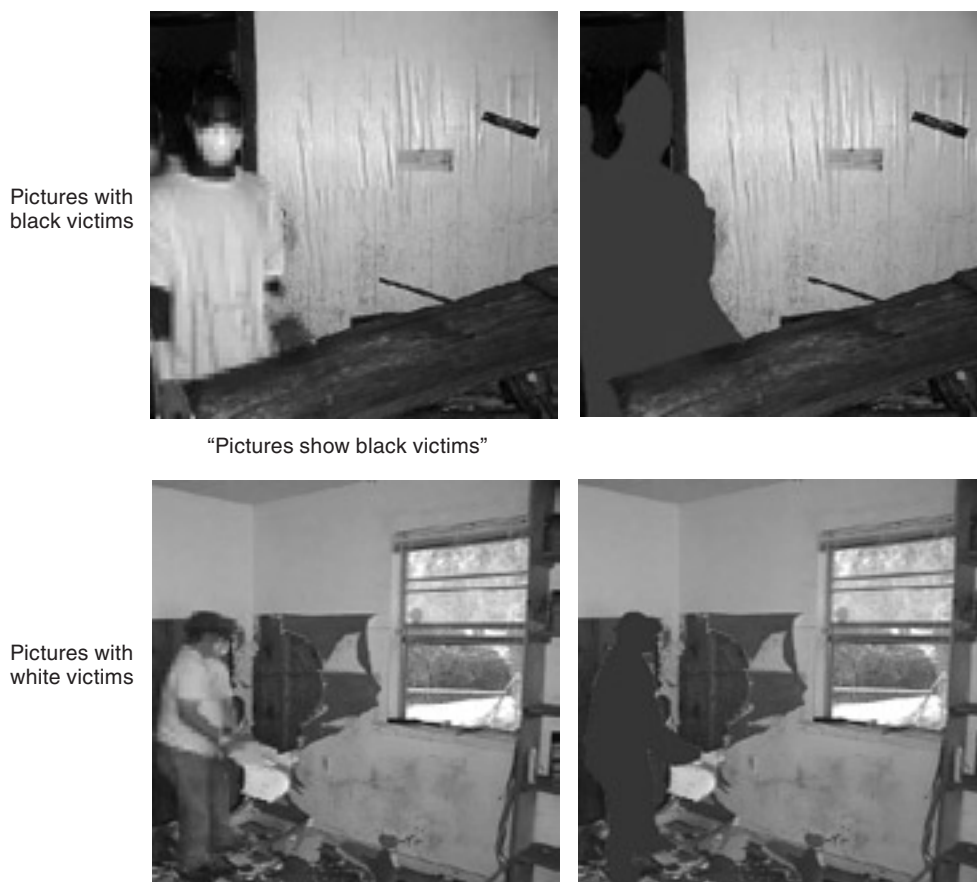 Pictures with
black victims
“Pictures show black victims”
Pictures with
white victims